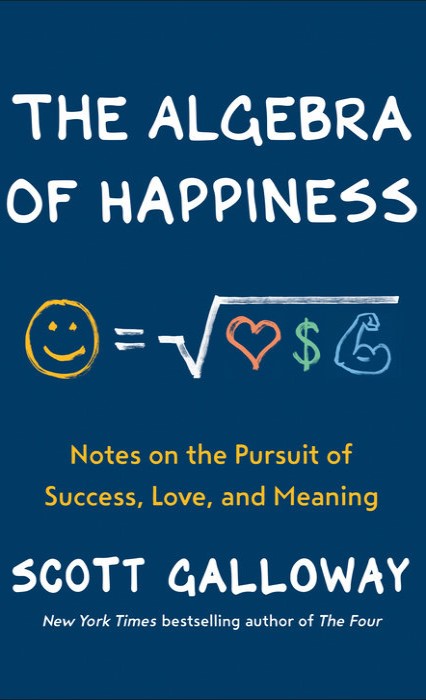 THE ALGEBRA
OF HAPPINESS
= √ $
Notes on the Pursuit of
Success, Love, and Meaning
SCOTT GALLOWAY
New York Times bestselling author of The Four